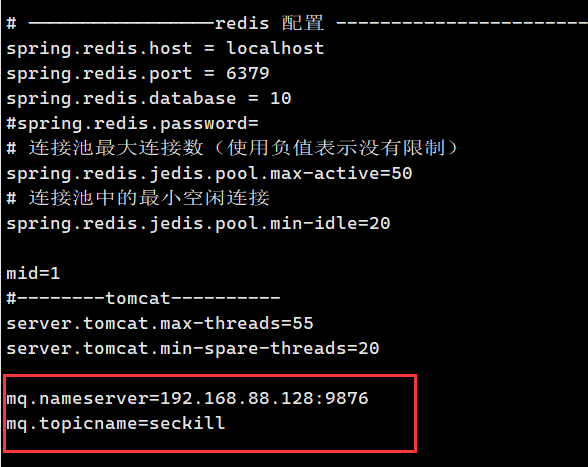 # ─────────────────redis 配置 -----------------------
spring.redis.host = localhost
spring.redis.port = 6379
spring.redis.database = 10
#spring.redis.password=
# 连接池最大连接数（使用负值表示没有限制）
spring.redis.jedis.pool.max-active=50
# 连接池中的最小空闲连接
spring.redis.jedis.pool.min-idle=20
mid=1
#--------tomcat----------
server.tomcat.max-threads=55
server.tomcat.min-spare-threads=20
mq.nameserver=192.168.88.128:9876
mq.topicname=seckill